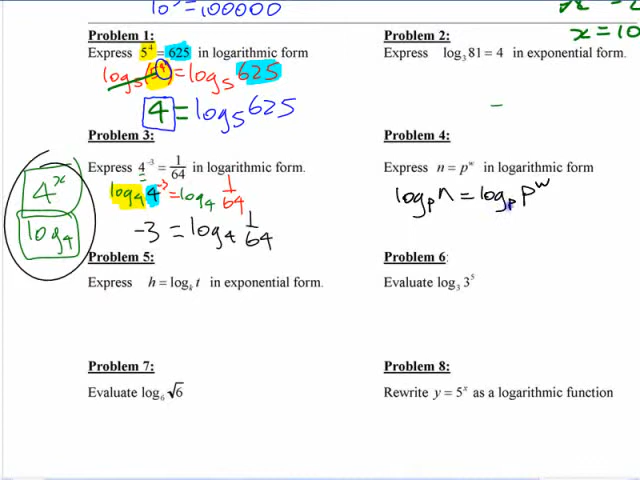 10⁵ = 100000
x = 10
Problem 1:
Express 5⁴ = 625 in logarithmic form
log₅(5⁴) = log₅ 625
4 = log₅ 625
Problem 2:
Express log₃ 81 = 4 in exponential form.
Problem 3:
Express 4⁻³ = 1/64 in logarithmic form.
log₄ 4⁻³ = log₄ 1/64
-3 = log₄ 1/64
4ˣ
log₄
Problem 4:
Express n = pʷ in logarithmic form
logₚ n = logₚ pʷ
Problem 5:
Express h = logₖ t in exponential form.
Problem 6:
Evaluate log₃ 3⁵
Problem 7:
Evaluate log₆ √6
Problem 8:
Rewrite y = 5ˣ as a logarithmic function